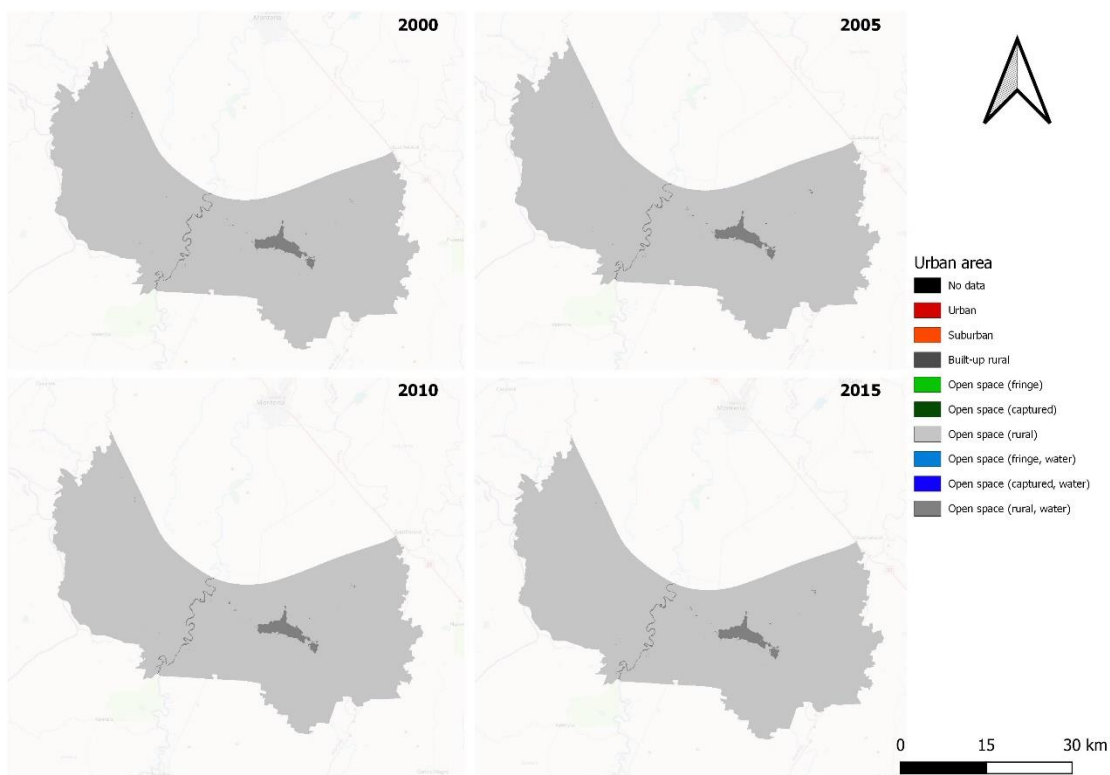 2000
2005
2010
2015
Urban area
No data
Urban
Suburban
Built-up rural
Open space (fringe)
Open space (captured)
Open space (rural)
Open space (fringe, water)
Open space (captured, water)
Open space (rural, water)
0 15 30 km